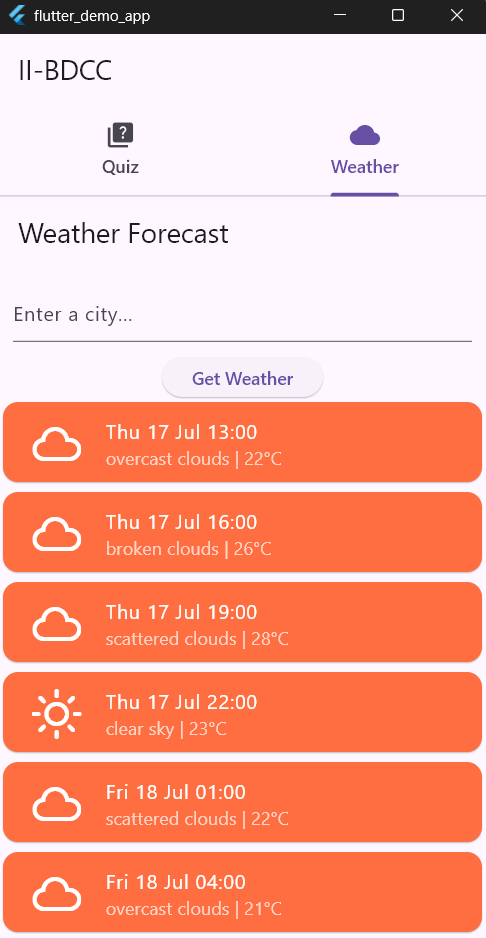 flutter_demo_app
II-BDCC
?
Quiz
Weather
Weather Forecast
Enter a city...
Get Weather
Thu 17 Jul 13:00
overcast clouds | 22°C
Thu 17 Jul 16:00
broken clouds | 26°C
Thu 17 Jul 19:00
scattered clouds | 28°C
Thu 17 Jul 22:00
clear sky | 23°C
Fri 18 Jul 01:00
scattered clouds | 22°C
Fri 18 Jul 04:00
overcast clouds | 21°C